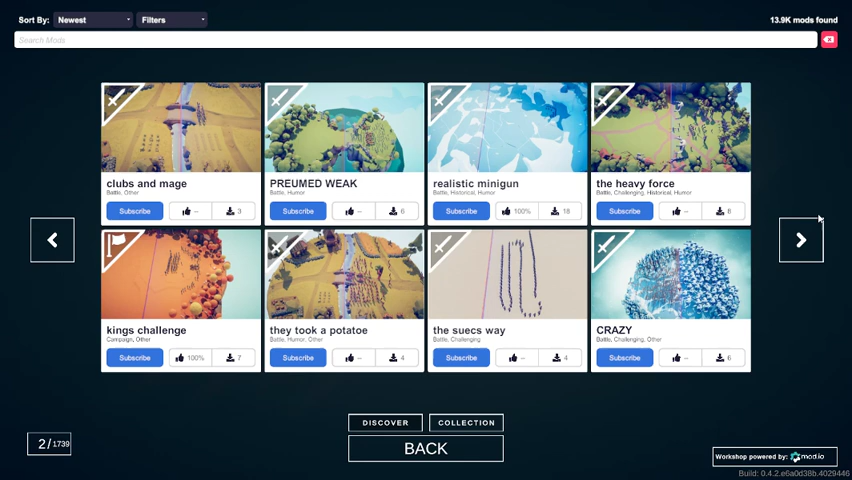 Sort By: Newest Filters 13.9K mods found
Search Mods
clubs and mage
Battle, Other
Subscribe -- 3
PREUMED WEAK
Battle, Humor
Subscribe -- 6
realistic minigun
Battle, Historical, Humor
Subscribe 100% 18
the heavy force
Battle, Challenging, Historical, Humor
Subscribe -- 8
kings challenge
Campaign, Other
Subscribe 100% 7
they took a potatoe
Battle, Humor, Other
Subscribe -- 4
the suecs way
Battle, Challenging
Subscribe -- 4
CRAZY
Battle, Challenging, Other
Subscribe -- 6
DISCOVER COLLECTION
BACK
2/1739
Workshop powered by: mod.io
Build: 0.4.2.e6a0d38b.4029446